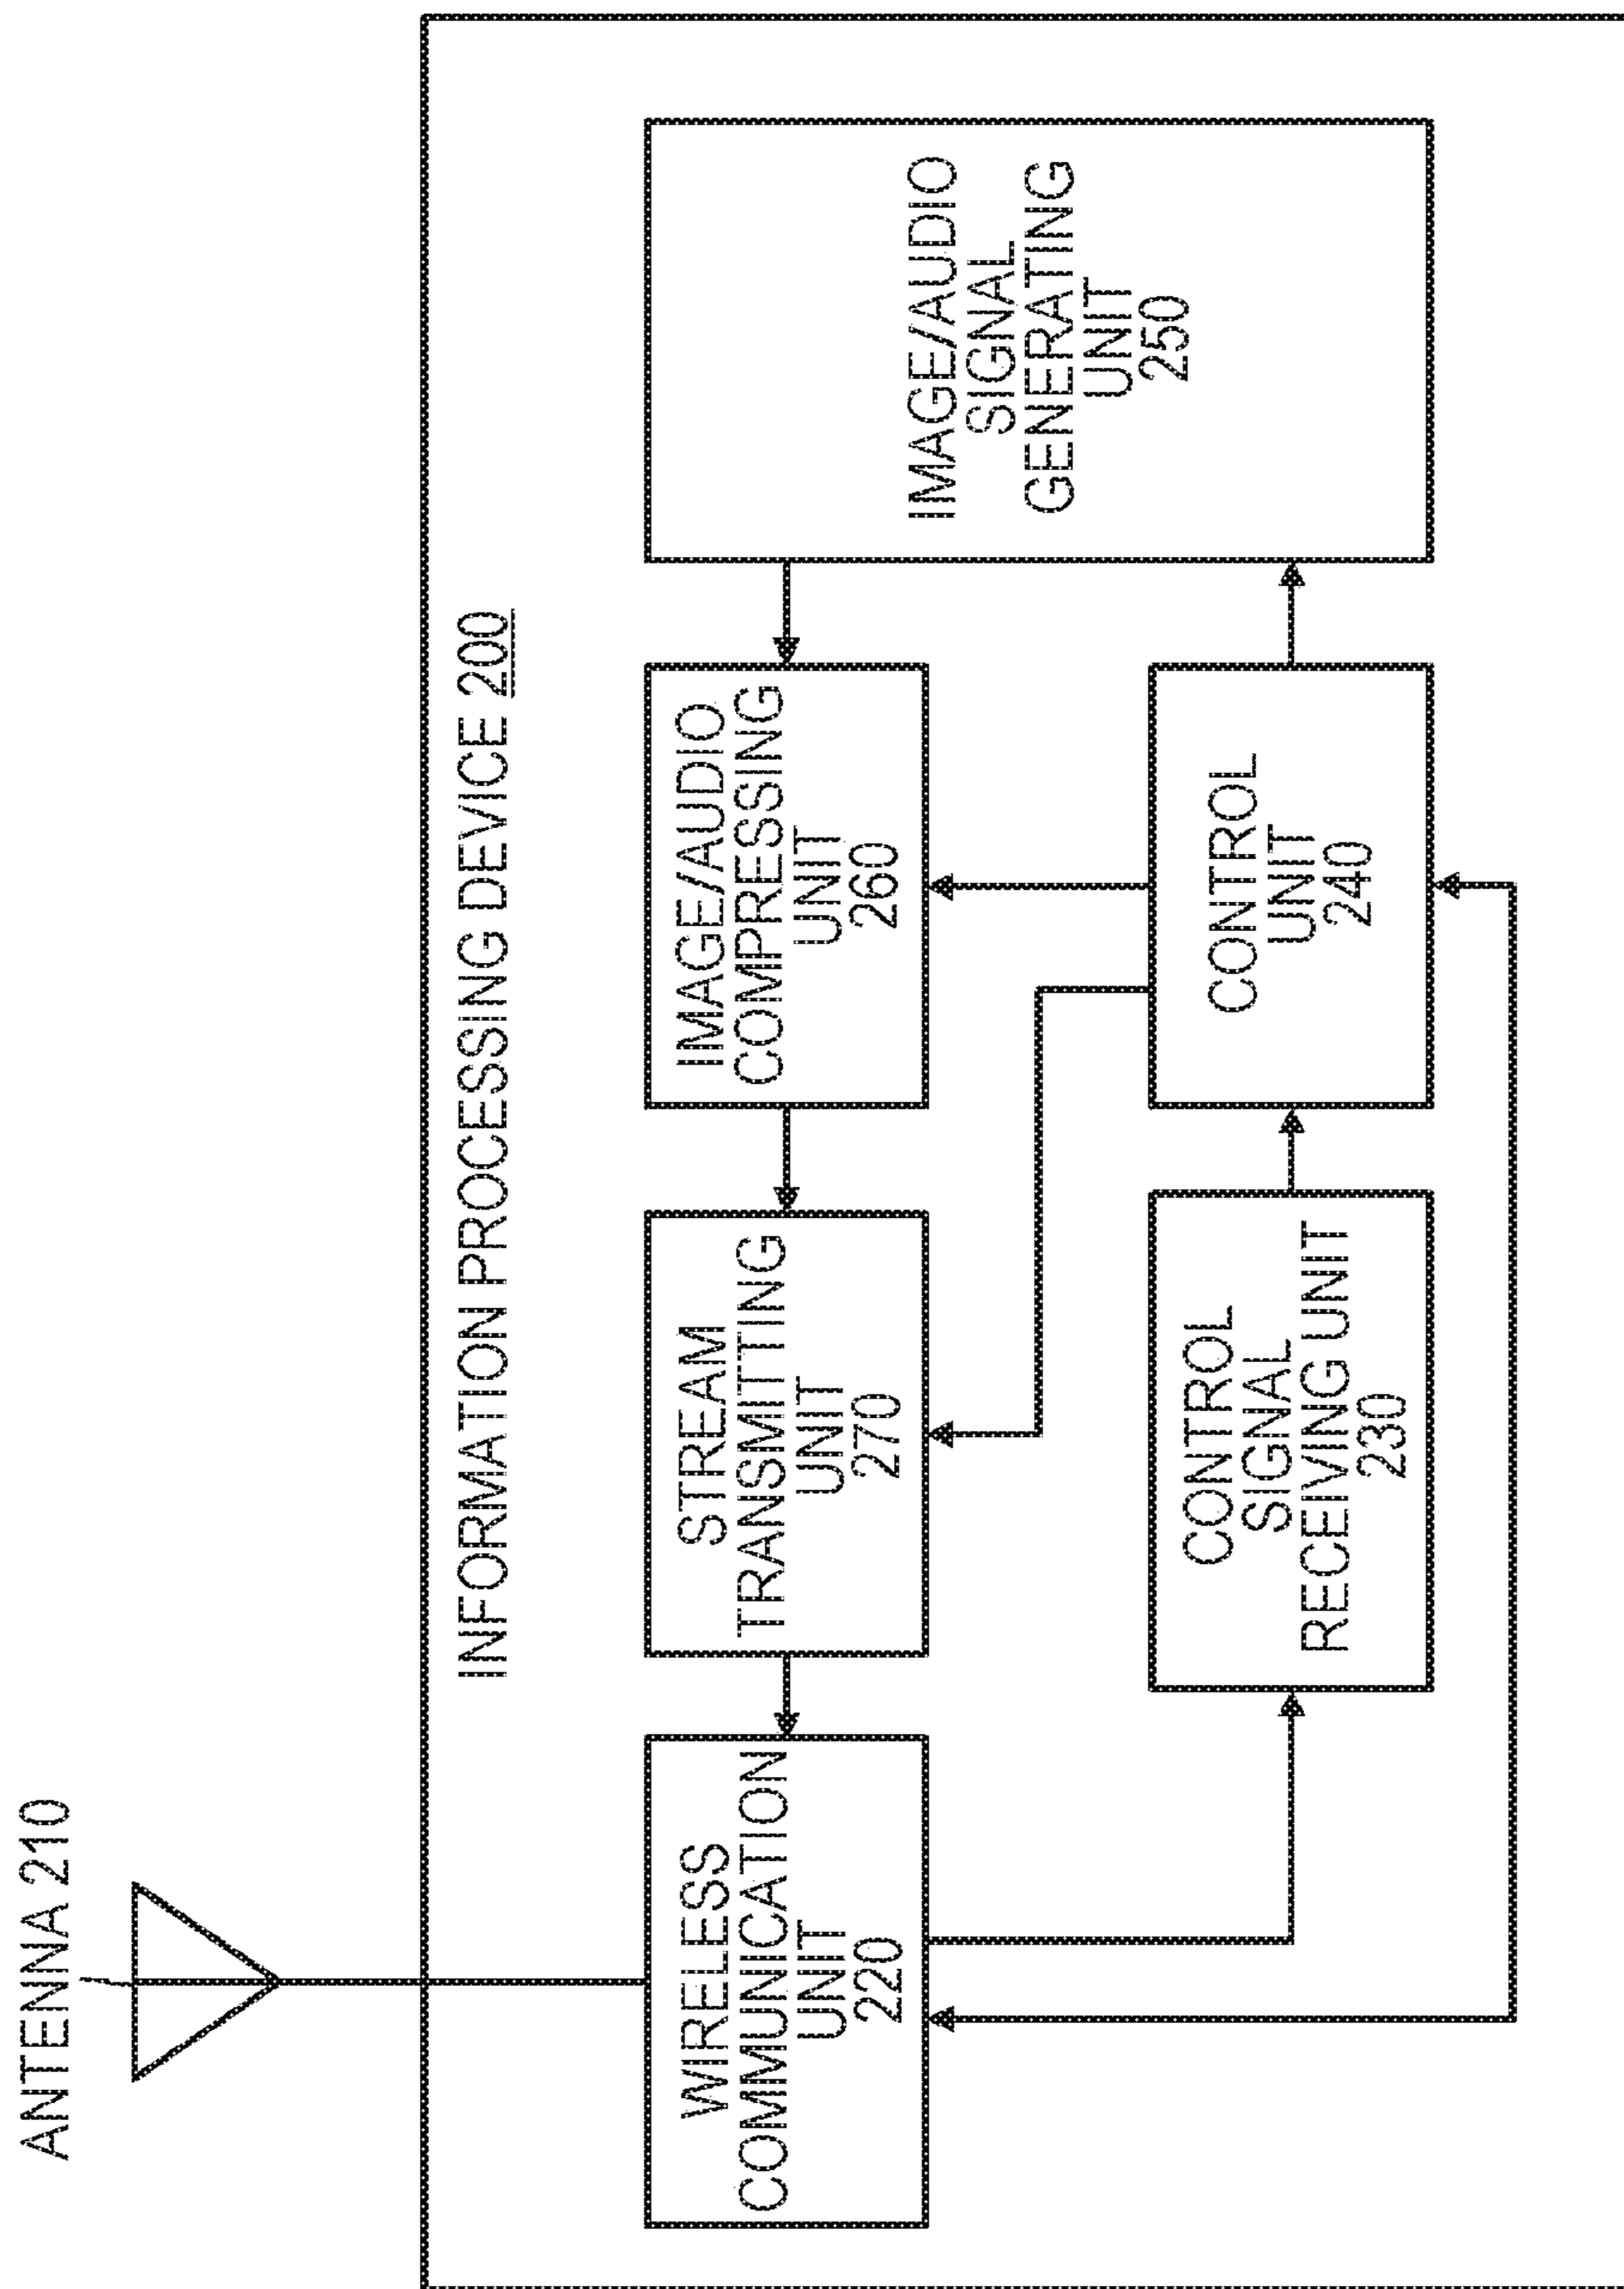 ANTENNA 210
INFORMATION PROCESSING DEVICE 200
WIRELESS
COMMUNICATION
UNIT
220
STREAM
TRANSMITTING
UNIT
270
IMAGE/AUDIO
COMPRESSING
UNIT
260
IMAGE/AUDIO
SIGNAL
GENERATING
UNIT
250
CONTROL
SIGNAL
RECEIVING UNIT
230
CONTROL
UNIT
240